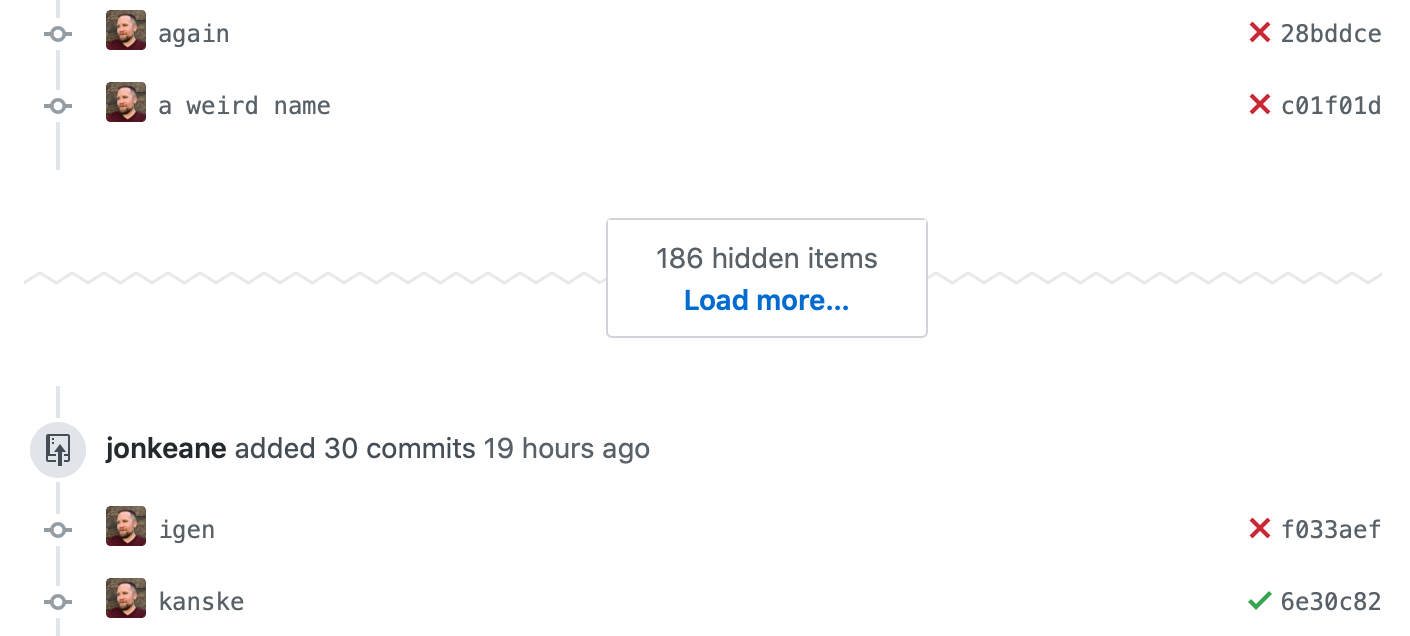 again 28bddce
a weird name c01f01d
186 hidden items
Load more...
jonkeane added 30 commits 19 hours ago
igen f033aef
kanske 6e30c82